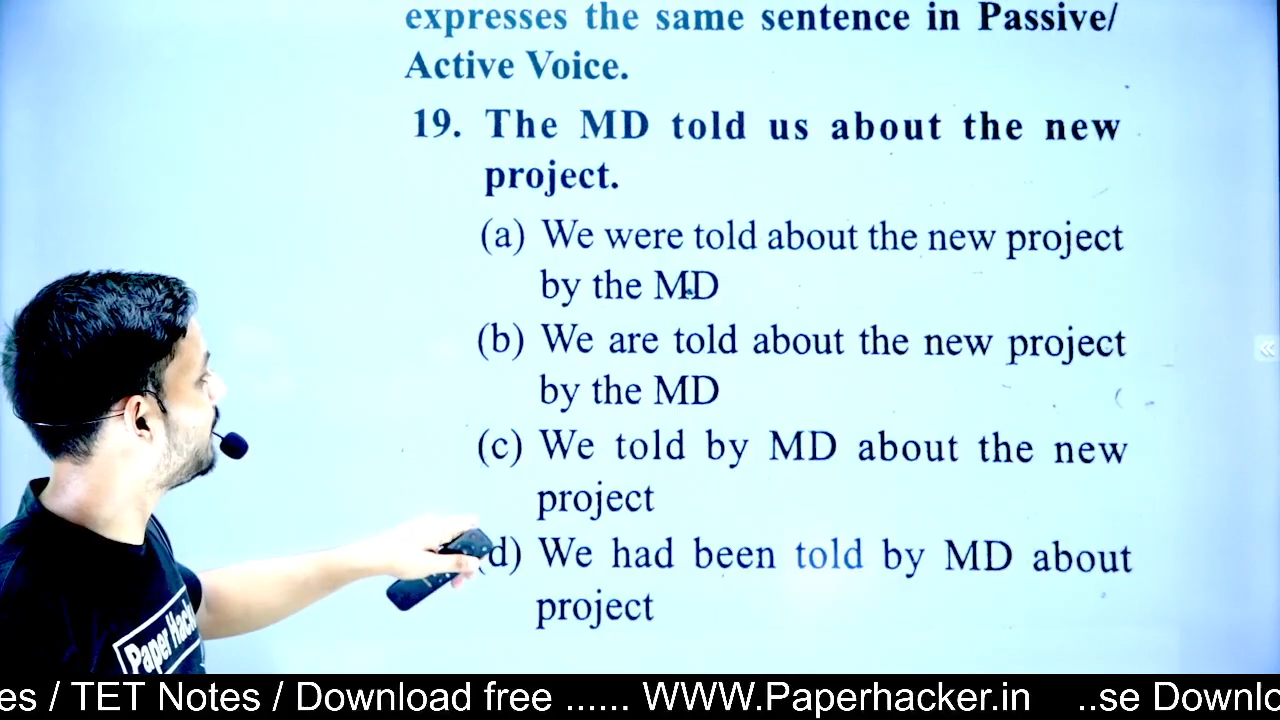 expresses the same sentence in Passive/
Active Voice.
19. The MD told us about the new
project.
(a) We were told about the new project
by the MD
(b) We are told about the new project
by the MD
(c) We told by MD about the new
project
d) We had been told by MD about
project
Paper Hack
es / TET Notes / Download free ...... WWW.Paperhacker.in ..se Downlo